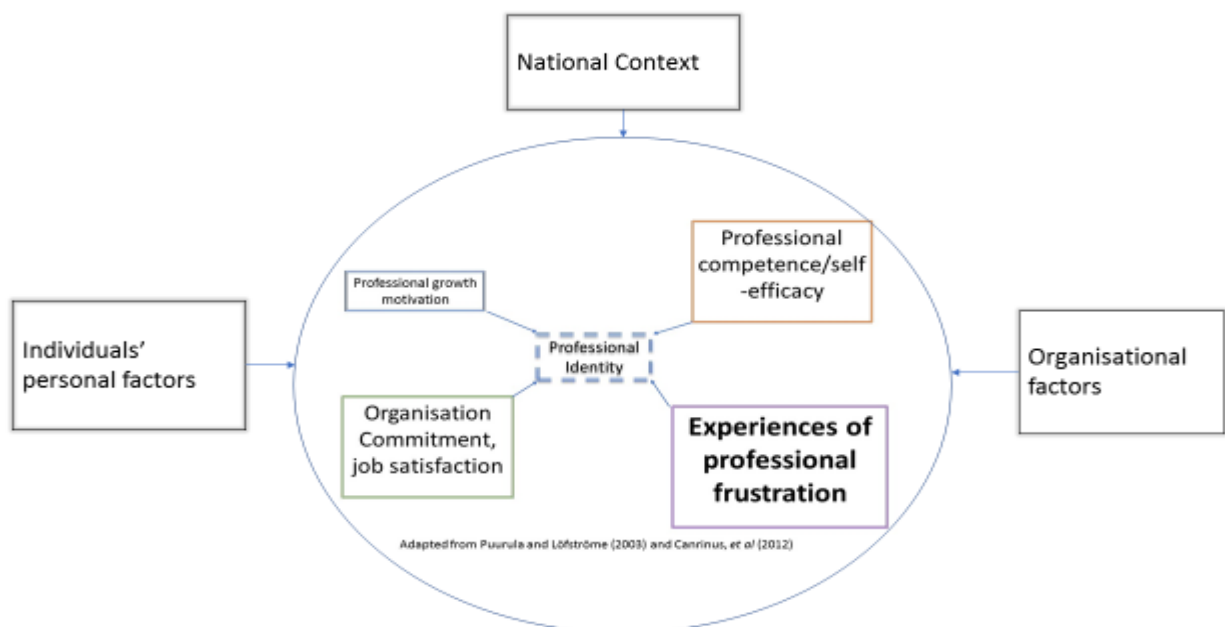 National Context
Professional
competence/self
-efficacy
Professional growth
motivation
Individuals'
personal factors
Professional
Identity
Organisational
factors
Organisation
Commitment,
job satisfaction
Experiences of
professional
frustration
Adapted from Puurula and Löfströme (2003) and Canrinus, et al (2012)